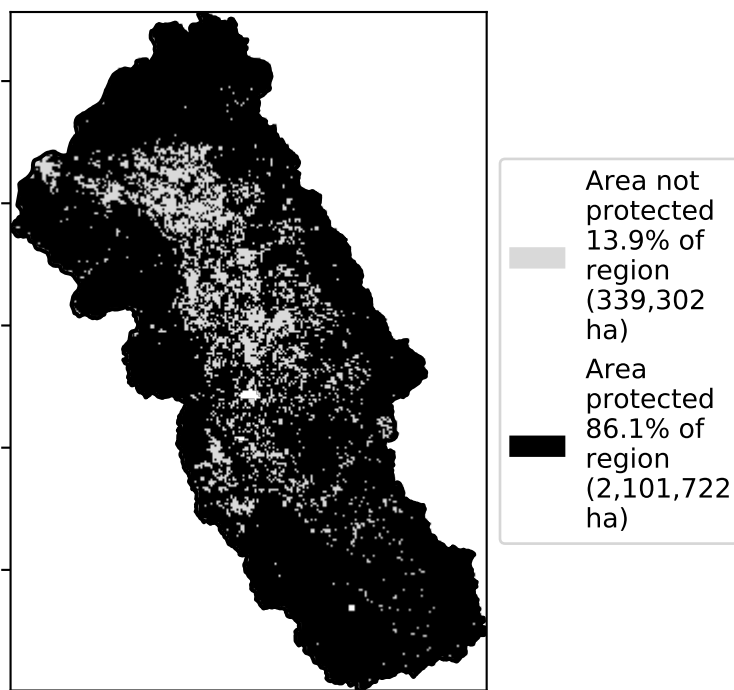 Area not
protected
13.9% of
region
(339,302
ha)
Area
protected
86.1% of
region
(2,101,722
ha)